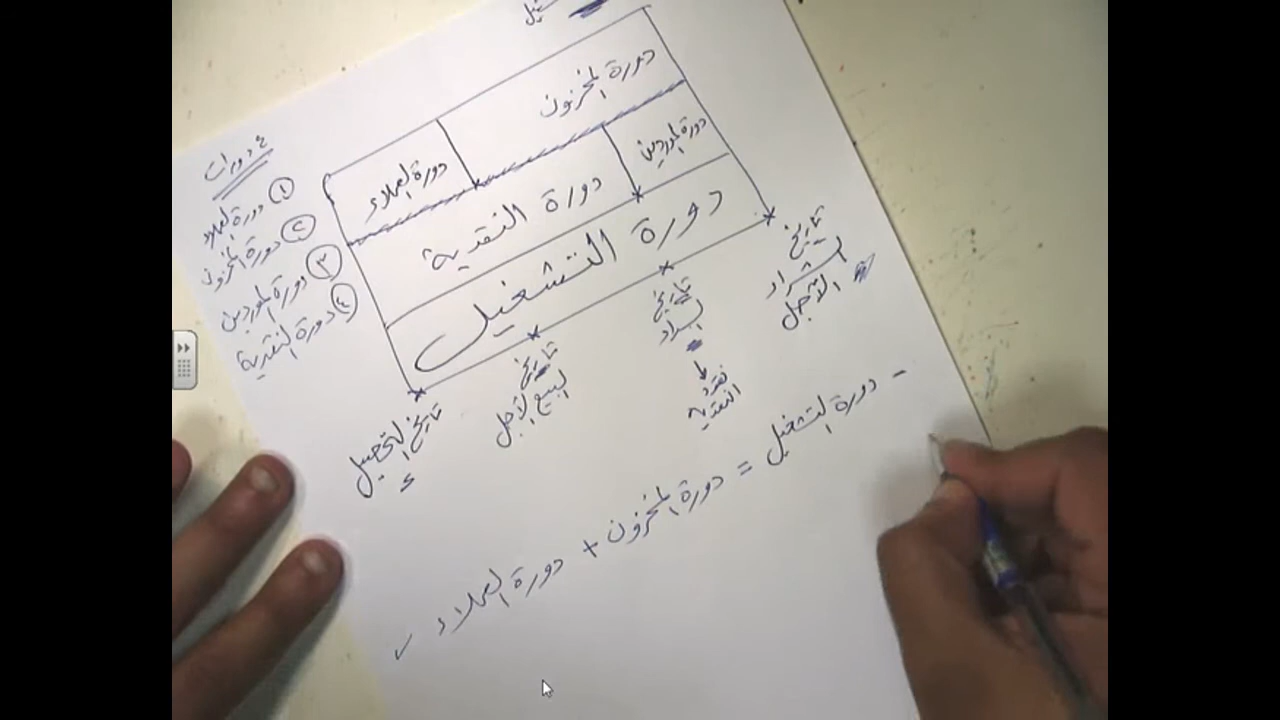 دورة المخزون
دورة العملاء
دورة الموردين
دورة النقدية
دورة التشغيل
٤ دورات
١ دورة العملاء
٢ دورة المخزون
٣ دورة الموردين
٤ دورة النقدية
تاريخ الشراء الآجل
تاريخ السداد
نقد
النقدية
تاريخ البيع الآجل
تاريخ التحصيل
- دورة التشغيل = دورة المخزون + دورة العملاء